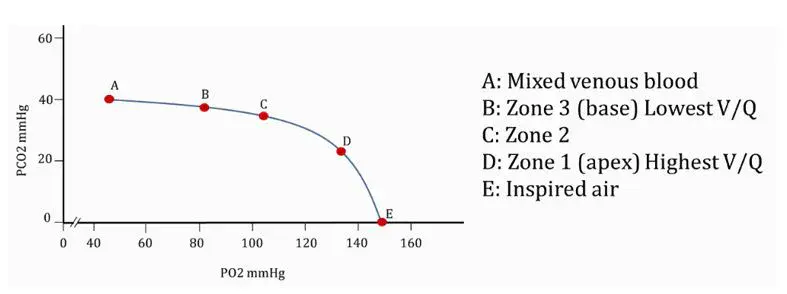 60
40
20
0
PCO2 mmHg
A
B
C
D
E
0 40 60 80 100 120 140 160
PO2 mmHg
A: Mixed venous blood
B: Zone 3 (base) Lowest V/Q
C: Zone 2
D: Zone 1 (apex) Highest V/Q
E: Inspired air